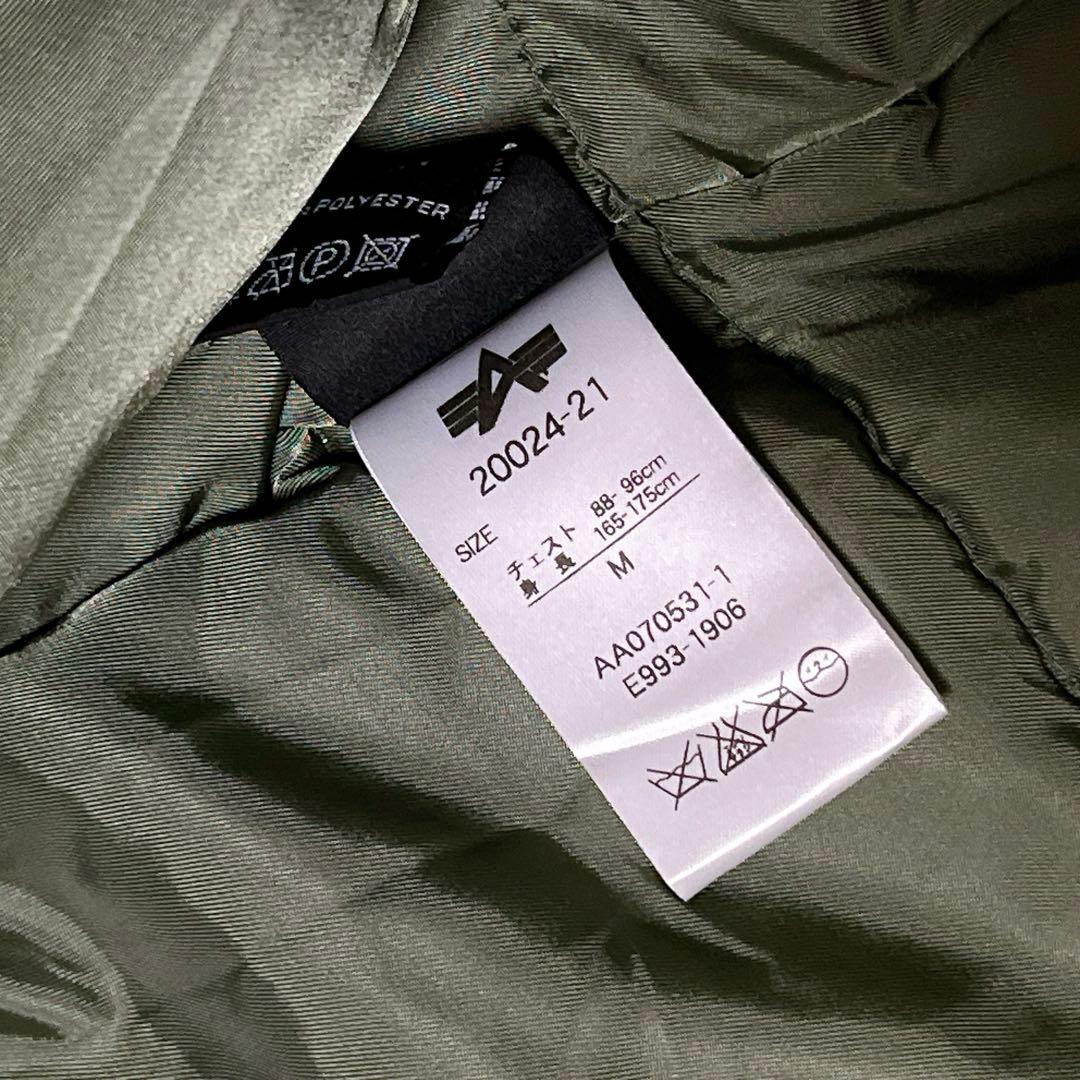 POLYESTER
P
20024-21
SIZE
チェスト 88- 96cm
身長 165-175cm
M
AA070531-1
E993-1906